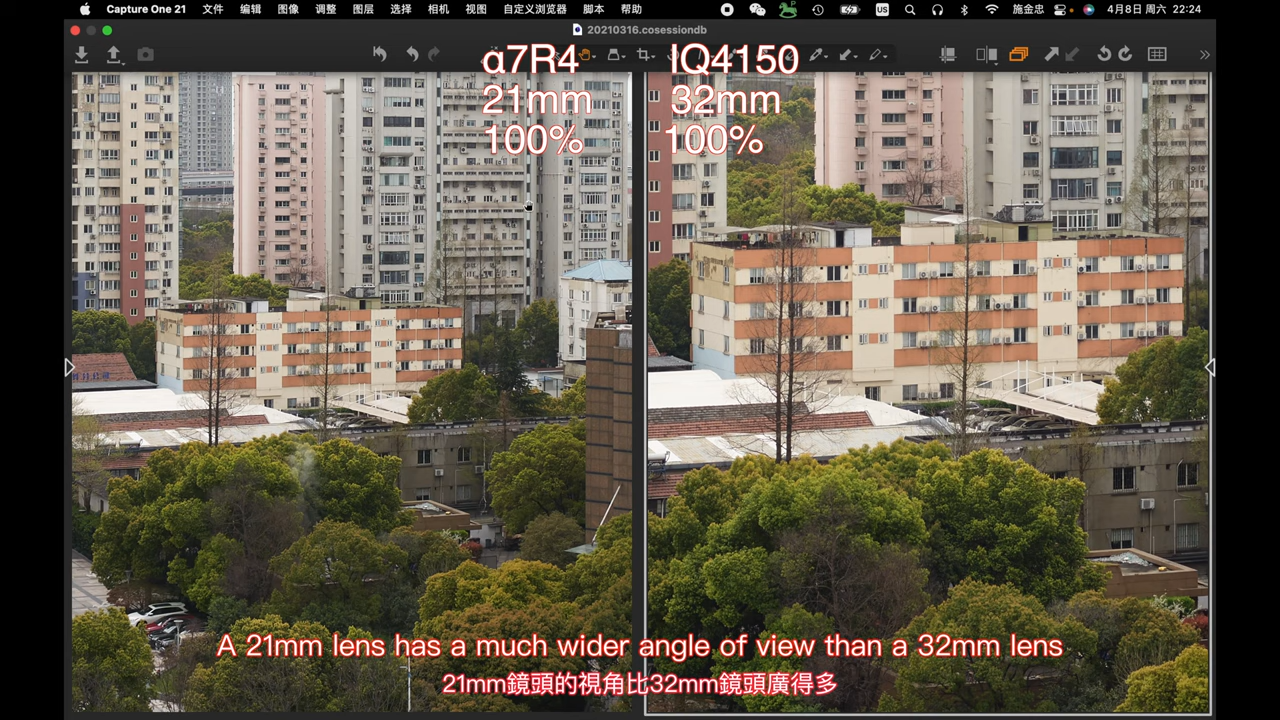 Capture One 21 文件 编辑 图像 调整 图层 选择 相机 视图 自定义浏览器 脚本 帮助 US 施金忠 4月8日 周六 22:24
20210316.cosessiondb
α7R4 IQ4150
21mm 32mm
100% 100%
A 21mm lens has a much wider angle of view than a 32mm lens
21mm鏡頭的視角比32mm鏡頭廣得多